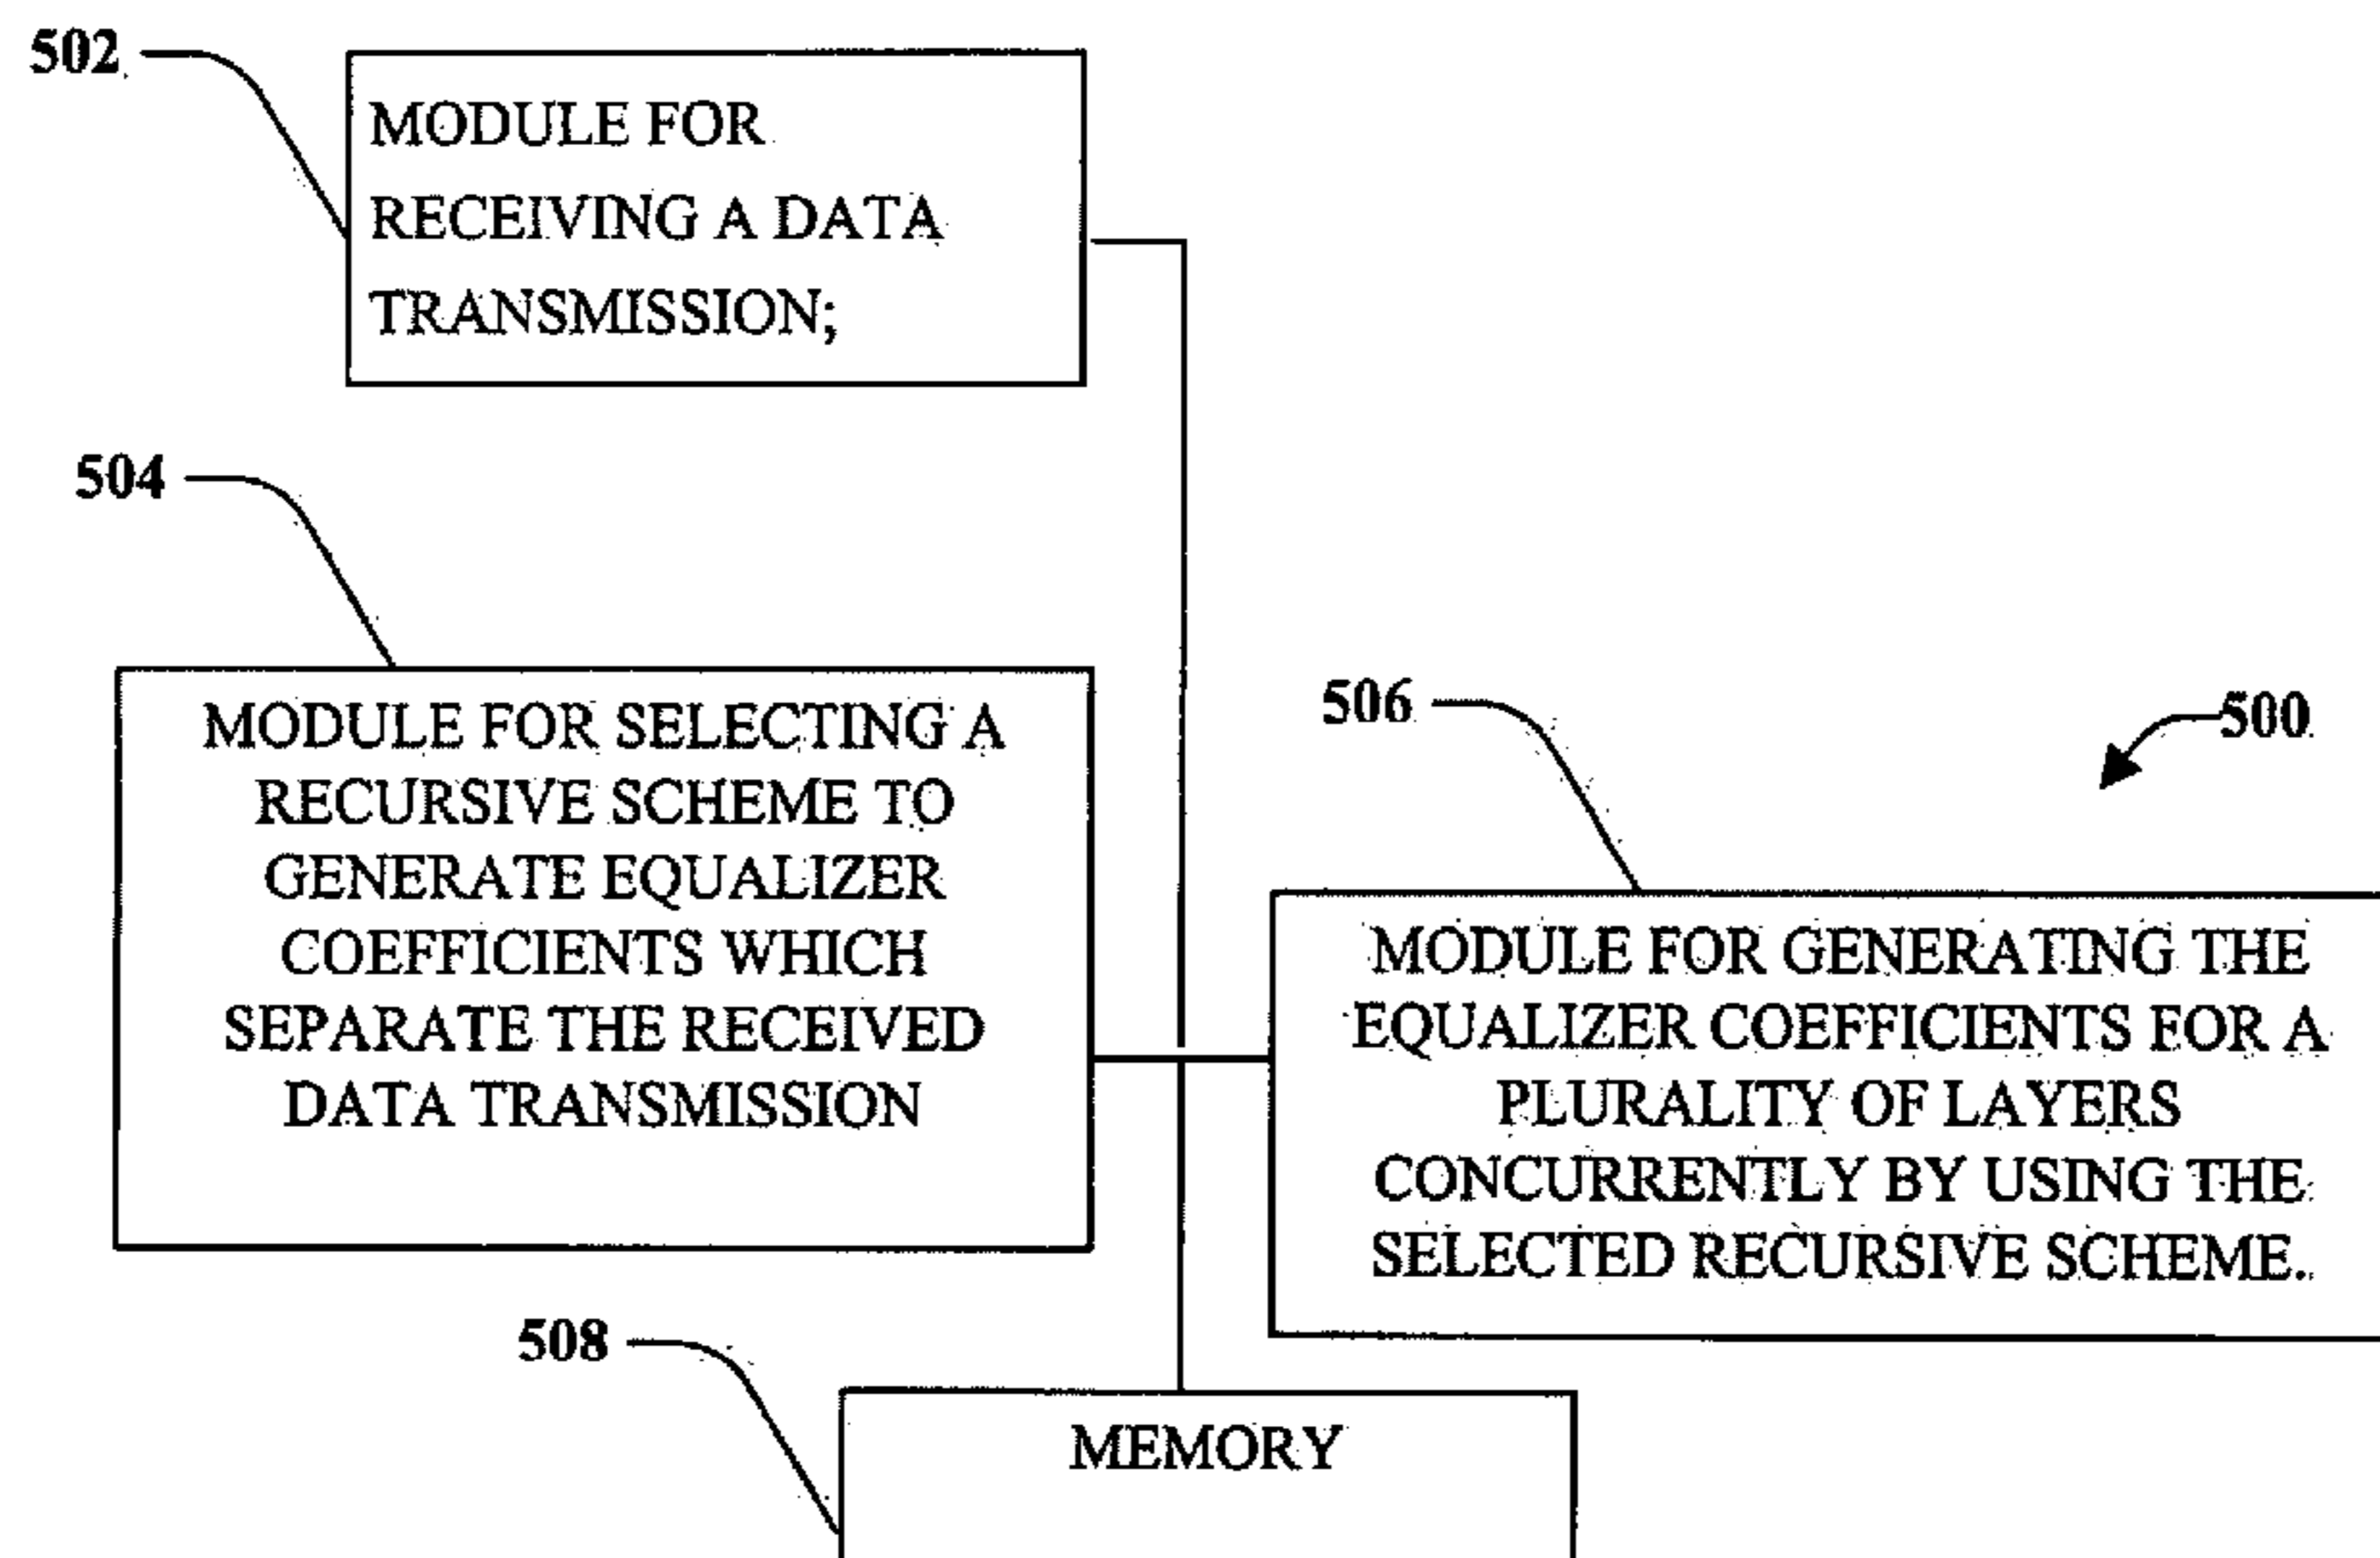 502
MODULE FOR
RECEIVING A DATA
TRANSMISSION;
504
MODULE FOR SELECTING A
RECURSIVE SCHEME TO
GENERATE EQUALIZER
COEFFICIENTS WHICH
SEPARATE THE RECEIVED
DATA TRANSMISSION
506
500
MODULE FOR GENERATING THE
EQUALIZER COEFFICIENTS FOR A
PLURALITY OF LAYERS
CONCURRENTLY BY USING THE
SELECTED RECURSIVE SCHEME.
508
MEMORY